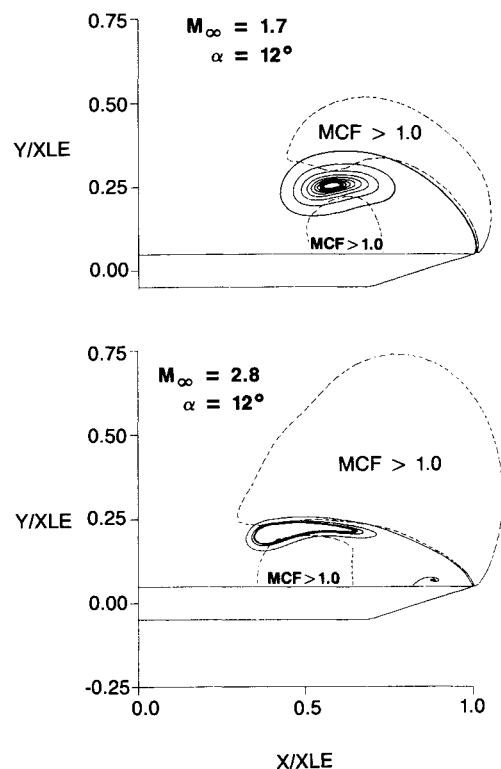 0.75
M∞ = 1.7
α = 12°
0.50
Y/XLE
MCF > 1.0
0.25
MCF > 1.0
0.00
0.75
M∞ = 2.8
α = 12°
0.50
MCF > 1.0
Y/XLE
0.25
MCF > 1.0
0.00
-0.25
0.0 0.5 1.0
X/XLE